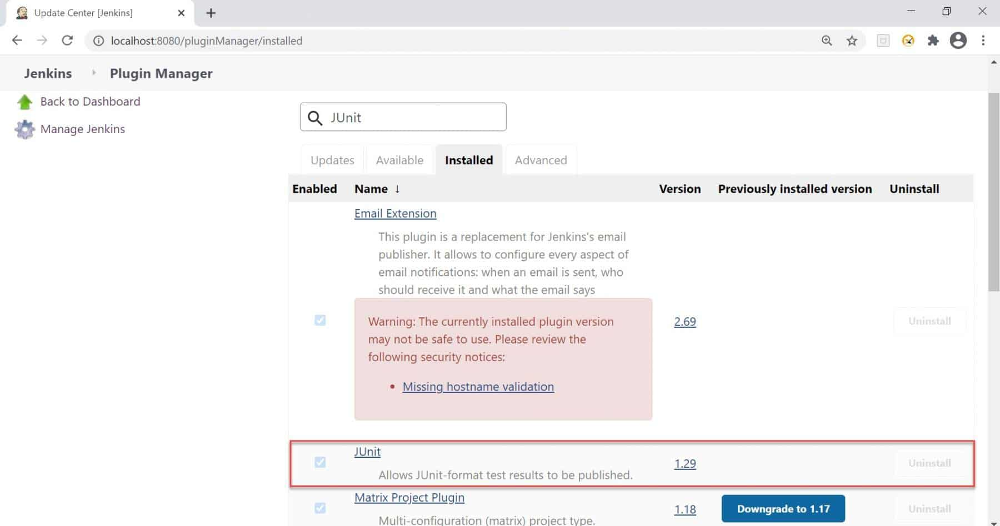 Update Center [Jenkins]
localhost:8080/pluginManager/installed
Jenkins Plugin Manager
Back to Dashboard
Manage Jenkins
JUnit
Updates Available Installed Advanced
Enabled Name ↓ Version Previously installed version Uninstall
Email Extension
This plugin is a replacement for Jenkins's email
publisher. It allows to configure every aspect of
email notifications: when an email is sent, who
should receive it and what the email says
Warning: The currently installed plugin version
may not be safe to use. Please review the
following security notices:
• Missing hostname validation
2.69 Uninstall
JUnit
Allows JUnit-format test results to be published.
1.29 Uninstall
Matrix Project Plugin
Multi-configuration (matrix) project type.
1.18 Downgrade to 1.17 Uninstall